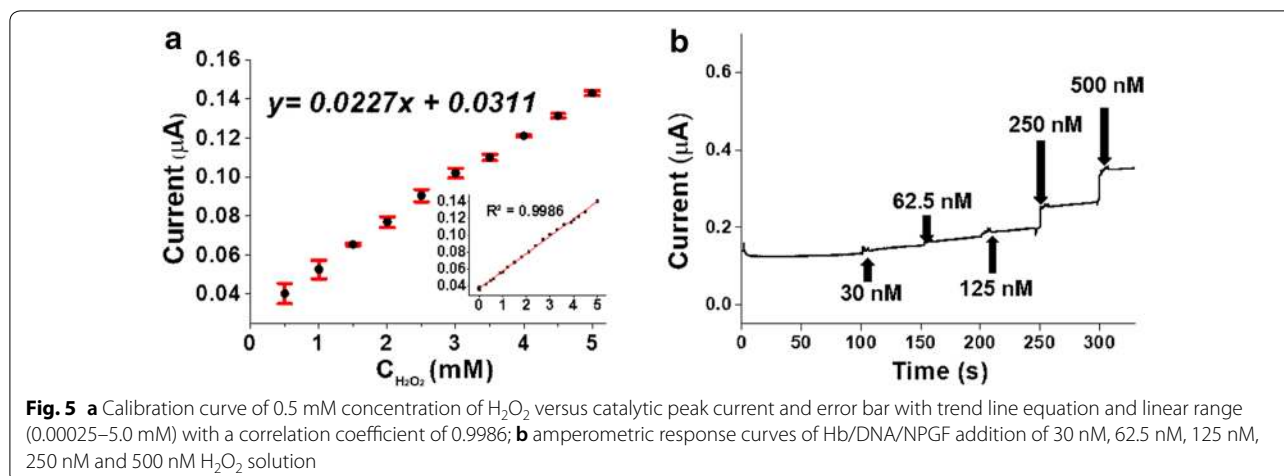 a
0.16
0.14
0.12
0.10
0.08
0.06
0.04
Current (μA)
y= 0.0227x + 0.0311
R² = 0.9986
0.14
0.12
0.10
0.08
0.06
0.04
0 1 2 3 4 5
0 1 2 3 4 5
C H₂O₂ (mM)
b
0.6
0.4
0.2
0.0
Current (μA)
30 nM
62.5 nM
125 nM
250 nM
500 nM
0 50 100 150 200 250 300
Time (s)
Fig. 5 a Calibration curve of 0.5 mM concentration of H₂O₂ versus catalytic peak current and error bar with trend line equation and linear range
(0.00025–5.0 mM) with a correlation coefficient of 0.9986; b amperometric response curves of Hb/DNA/NPGF addition of 30 nM, 62.5 nM, 125 nM,
250 nM and 500 nM H₂O₂ solution